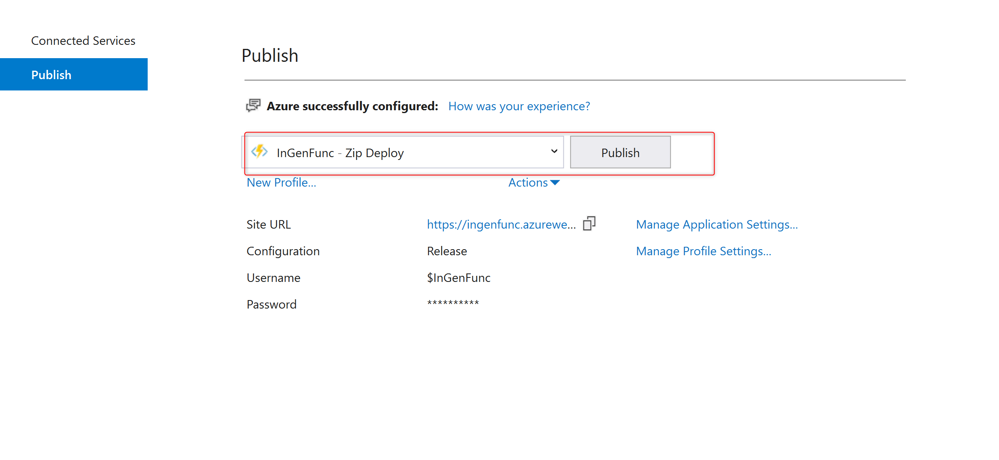 Connected Services
Publish
Publish
Azure successfully configured: How was your experience?
InGenFunc - Zip Deploy Publish
New Profile... Actions
Site URL https://ingenfunc.azurewe... Manage Application Settings...
Configuration Release Manage Profile Settings...
Username $InGenFunc
Password **********